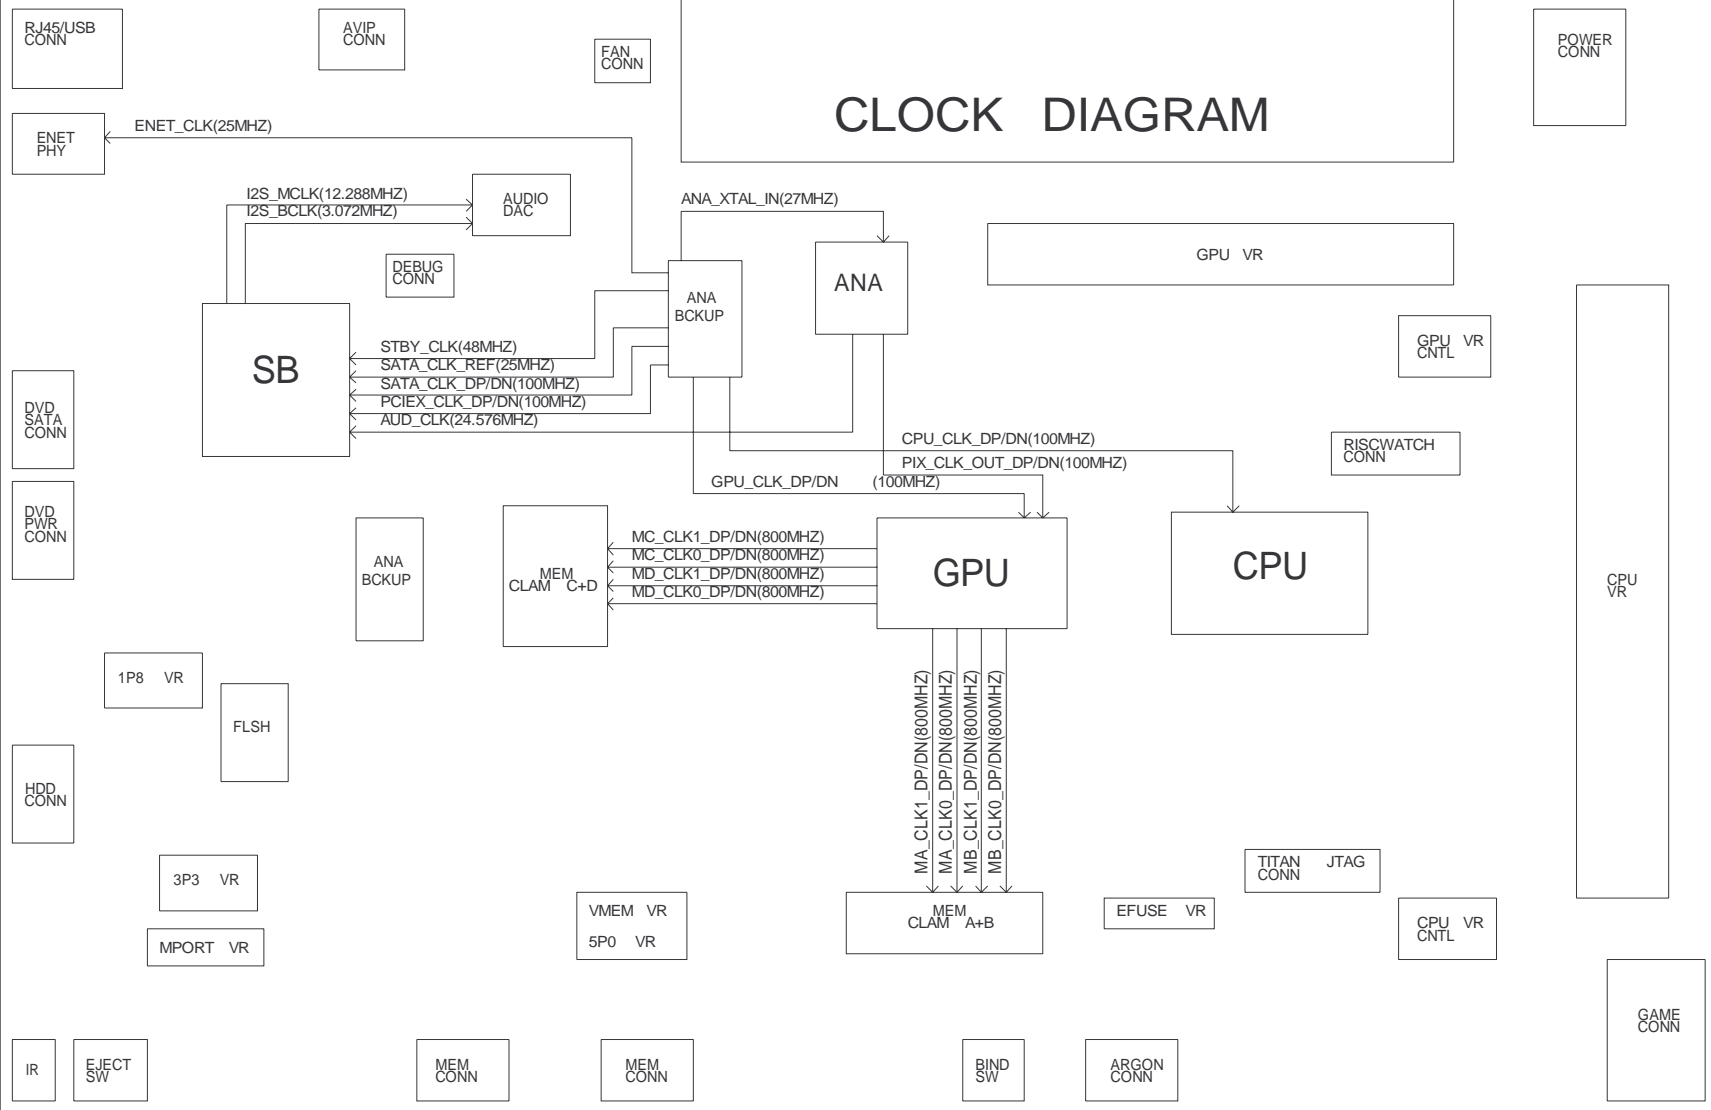 RJ45/USB
CONN
AVIP
CONN
FAN
CONN
POWER
CONN
CLOCK DIAGRAM
ENET
PHY
ENET_CLK(25MHZ)
I2S_MCLK(12.288MHZ)
I2S_BCLK(3.072MHZ)
AUDIO
DAC
ANA_XTAL_IN(27MHZ)
DEBUG
CONN
ANA
BCKUP
ANA
GPU VR
GPU VR
CNTL
SB
STBY_CLK(48MHZ)
SATA_CLK_REF(25MHZ)
SATA_CLK_DP/DN(100MHZ)
PCIEX_CLK_DP/DN(100MHZ)
AUD_CLK(24.576MHZ)
DVD
SATA
CONN
CPU_CLK_DP/DN(100MHZ)
PIX_CLK_OUT_DP/DN(100MHZ)
GPU_CLK_DP/DN (100MHZ)
RISCWATCH
CONN
DVD
PWR
CONN
ANA
BCKUP
MEM
CLAM C+D
MC_CLK1_DP/DN(800MHZ)
MC_CLK0_DP/DN(800MHZ)
MD_CLK1_DP/DN(800MHZ)
MD_CLK0_DP/DN(800MHZ)
GPU
CPU
CPU
VR
1P8 VR
FLSH
MA_CLK1_DP/DN(800MHZ)
MA_CLK0_DP/DN(800MHZ)
MB_CLK1_DP/DN(800MHZ)
MB_CLK0_DP/DN(800MHZ)
HDD
CONN
3P3 VR
MPORT VR
VMEM VR
5P0 VR
MEM
CLAM A+B
EFUSE VR
TITAN JTAG
CONN
CPU VR
CNTL
GAME
CONN
IR
EJECT
SW
MEM
CONN
MEM
CONN
BIND
SW
ARGON
CONN